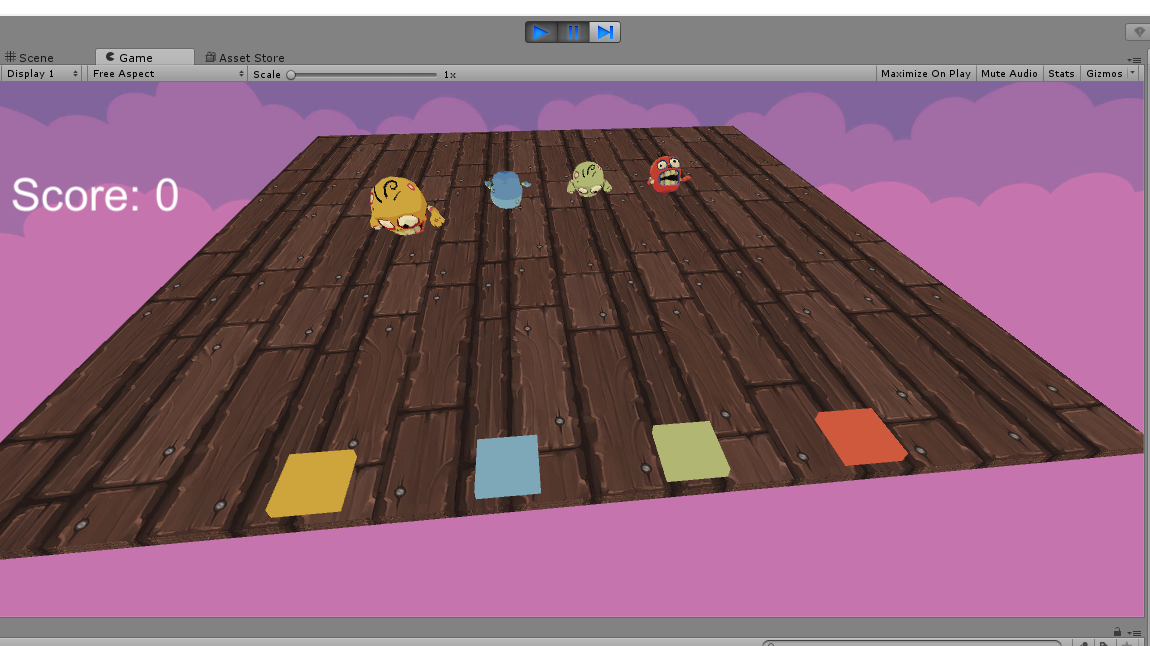 Scene
Game
Asset Store
Display 1
Free Aspect
Scale
1x
Maximize On Play
Mute Audio
Stats
Gizmos
Score: 0